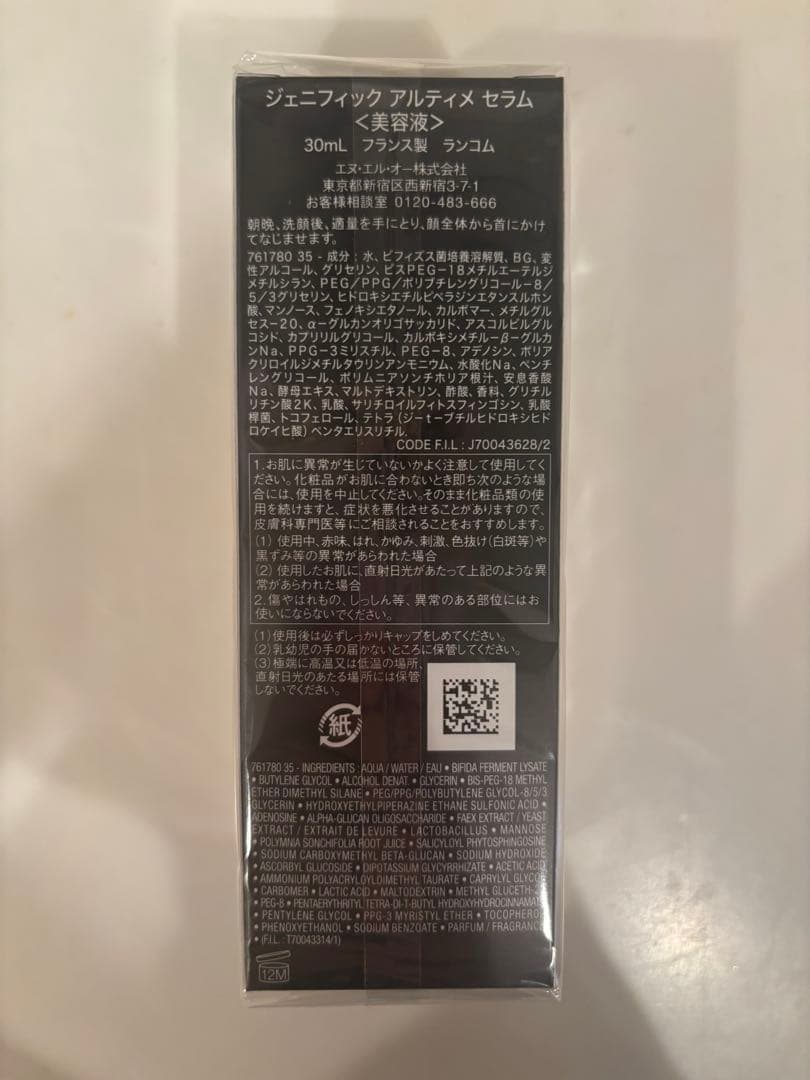 ジェニフィック アルティメ セラム
＜美容液＞
30mL フランス製 ランコム
エヌ・エル・オー株式会社
東京都新宿区西新宿3-7-1
お客様相談室 0120-483-666
朝晩、洗顔後、適量を手にとり、顔全体から首にかけ
てなじませます。
761780 35 - 成分：水、ビフィズス菌培養溶解質、BG、変
性アルコール、グリセリン、ビスPEG-18メチルエーテルジ
メチルシラン、PEG／PPG／ポリブチレングリコール-8／
5／3グリセリン、ヒドロキシエチルピペラジンエタンスルホン
酸、マンノース、フェノキシエタノール、カルボマー、メチルグル
セス-20、α-グルカンオリゴサッカリド、アスコルビルグル
コシド、カプリリルグリコール、カルボキシメチル-β-グルカ
ンNa、PPG-3ミリスチル、PEG-8、アデノシン、ポリア
クリロイルジメチルタウリンアンモニウム、水酸化Na、ペンチ
レングリコール、ポリムニアソンチホリア根汁、安息香酸
Na、酵母エキス、マルトデキストリン、酢酸、香料、グリチル
リチン酸2K、乳酸、サリチロイルフィトスフィンゴシン、乳酸
桿菌、トコフェロール、テトラ（ジ-t-ブチルヒドロキシヒド
ロケイヒ酸）ペンタエリスリチル,
CODE F.I.L : J70043628/2
1.お肌に異常が生じていないかよく注意して使用してく
ださい。化粧品がお肌に合わないとき即ち次のような場
合には、使用を中止してください。そのまま化粧品類の使
用を続けますと、症状を悪化させることがありますので、
皮膚科専門医等にご相談されることをおすすめします。
(1) 使用中、赤味、はれ、かゆみ、刺激、色抜け(白斑等)や
黒ずみ等の異常があらわれた場合
(2) 使用したお肌に、直射日光があたって上記のような異
常があらわれた場合
2.傷やはれもの、しっしん等、異常のある部位にはお
使いにならないでください。
(1)使用後は必ずしっかりキャップをしめてください。
(2)乳幼児の手の届かないところに保管してください。
(3)極端に高温又は低温の場所、
直射日光のあたる場所には保管
しないでください。
紙
761780 35 - INGREDIENTS : AQUA / WATER / EAU • BIFIDA FERMENT LYSATE
• BUTYLENE GLYCOL • ALCOHOL DENAT. • GLYCERIN • BIS-PEG-18 METHYL
ETHER DIMETHYL SILANE • PEG/PPG/POLYBUTYLENE GLYCOL-8/5/3
GLYCERIN • HYDROXYETHYLPIPERAZINE ETHANE SULFONIC ACID •
ADENOSINE • ALPHA-GLUCAN OLIGOSACCHARIDE • FAEX EXTRACT / YEAST
EXTRACT / EXTRAIT DE LEVURE • LACTOBACILLUS • MANNOSE
• POLYMNIA SONCHIFOLIA ROOT JUICE • SALICYLOYL PHYTOSPHINGOSINE
• SODIUM CARBOXYMETHYL BETA-GLUCAN • SODIUM HYDROXIDE
• ASCORBYL GLUCOSIDE • DIPOTASSIUM GLYCYRRHIZATE • ACETIC ACID
AMMONIUM POLYACRYLOYLDIMETHYL TAURATE • CAPRYLYL GLYCO
CARBOMER • LACTIC ACID • MALTODEXTRIN • METHYL GLUCETH-2
PEG-8 • PENTAERYTHRITYL TETRA-DI-T-BUTYL HYDROXYHYDROCINNAMAT
• PENTYLENE GLYCOL • PPG-3 MYRISTYL ETHER • TOCOPHEROL
PHENOXYETHANOL • SODIUM BENZOATE • PARFUM / FRAGRANCE
• (F.I.L : T70043314/1)
12M